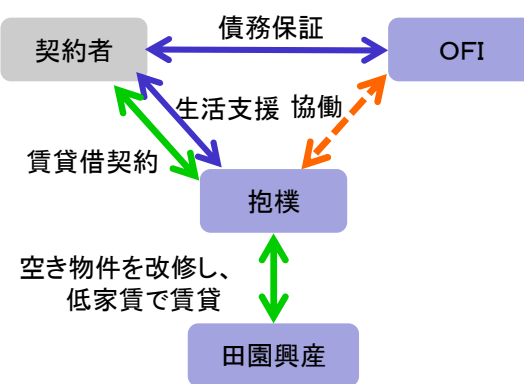 債務保証
契約者
OFI
生活支援
協働
賃貸借契約
抱樸
空き物件を改修し、
低家賃で賃貸
田園興産